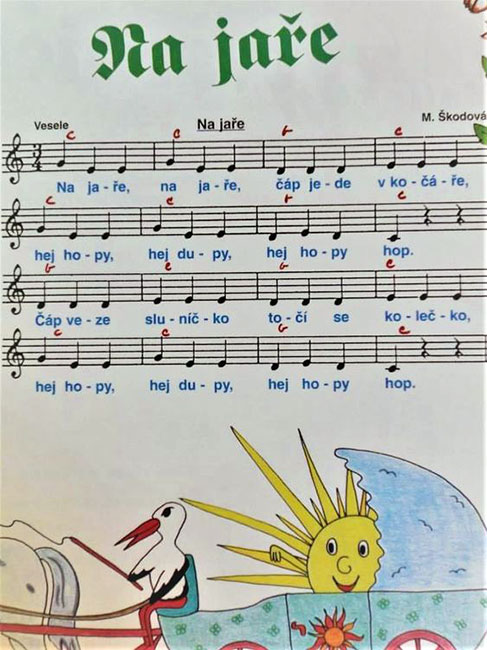 Na jaře
Vesele
Na jaře
M. Škodová
3
4
C C G C
Na ja - ře, na ja - ře, čáp je - de v ko - čá - ře,
C C G C
hej ho - py, hej du - py, hej ho - py hop.
G C G C
Čáp ve - ze slu - níč - ko to - čí se ko - leč - ko,
C C G C
hej ho - py, hej du - py, hej ho - py hop.